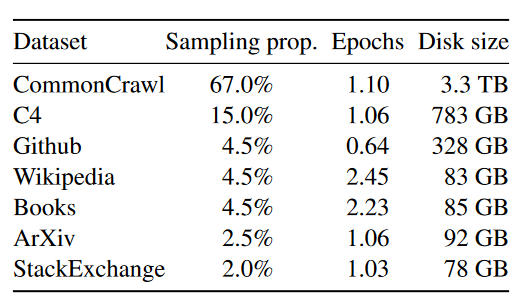 Dataset Sampling prop. Epochs Disk size
CommonCrawl 67.0% 1.10 3.3 TB
C4 15.0% 1.06 783 GB
Github 4.5% 0.64 328 GB
Wikipedia 4.5% 2.45 83 GB
Books 4.5% 2.23 85 GB
ArXiv 2.5% 1.06 92 GB
StackExchange 2.0% 1.03 78 GB